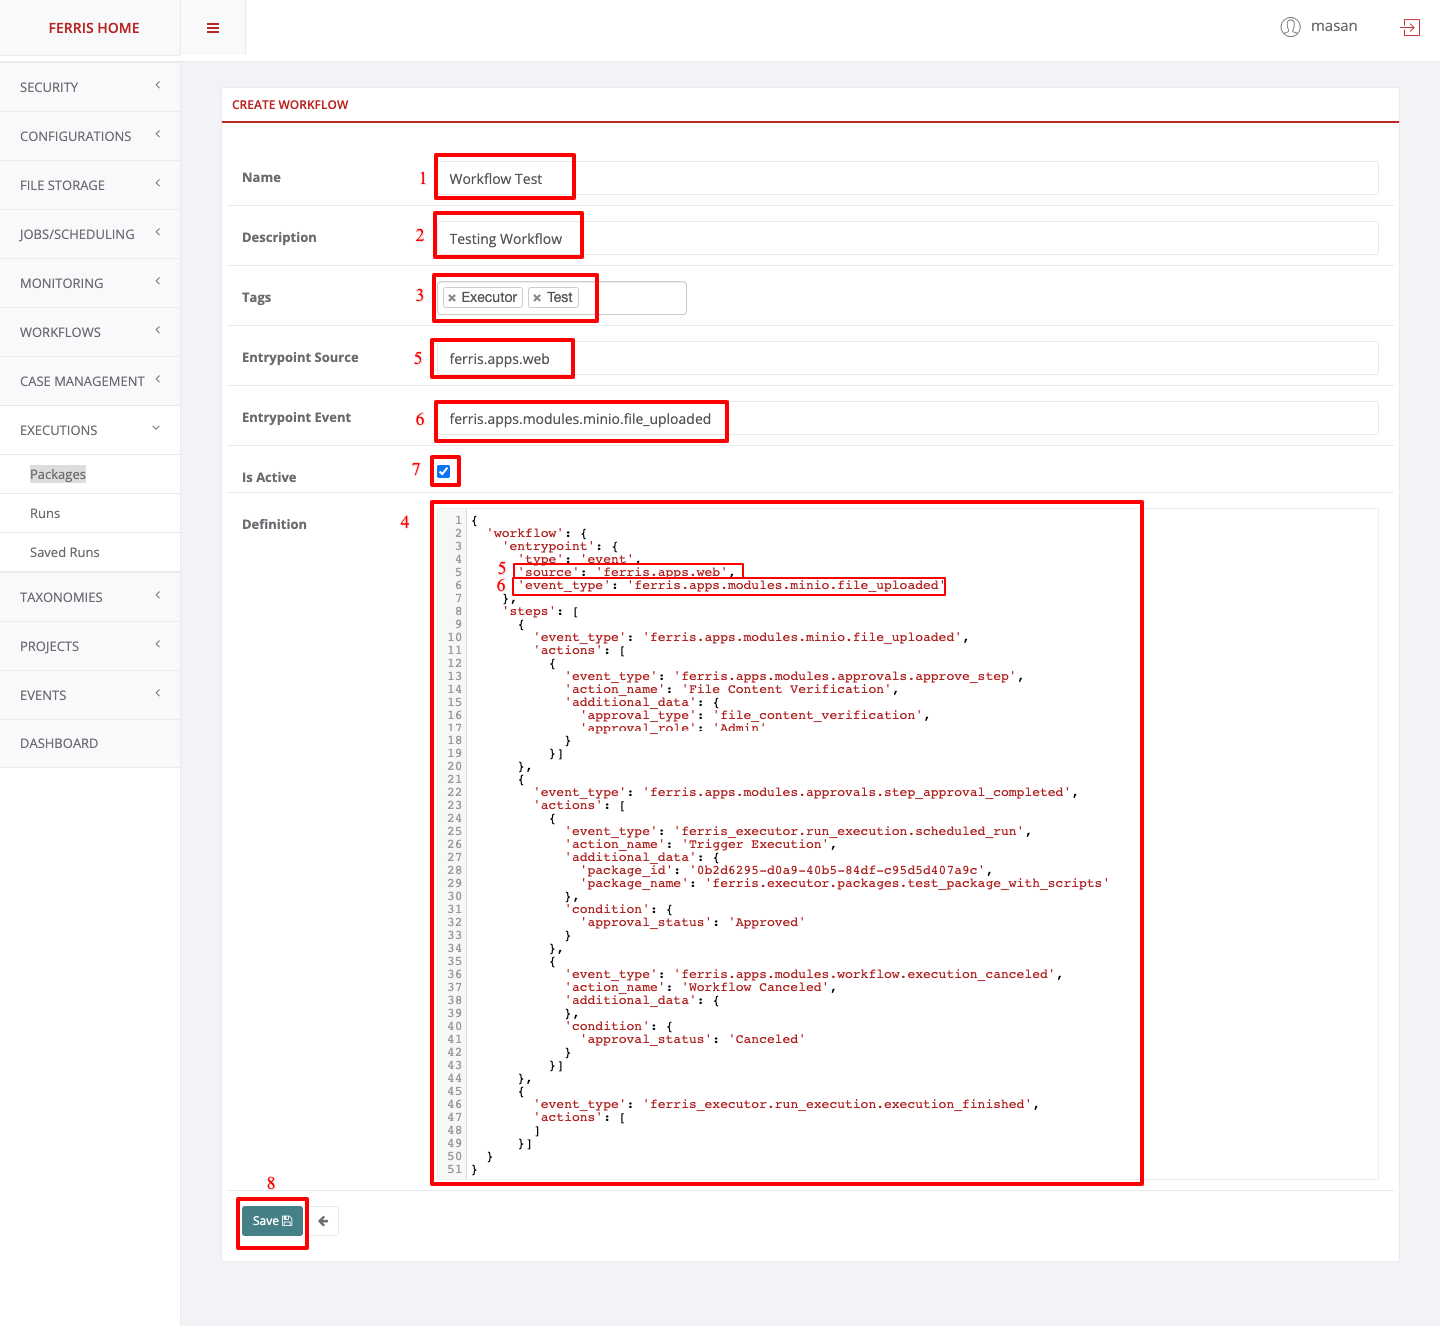 FERRIS HOME
masan
SECURITY
CONFIGURATIONS
FILE STORAGE
JOBS/SCHEDULING
MONITORING
WORKFLOWS
CASE MANAGEMENT
EXECUTIONS
Packages
Runs
Saved Runs
TAXONOMIES
PROJECTS
EVENTS
DASHBOARD
CREATE WORKFLOW
Name 1 Workflow Test
Description 2 Testing Workflow
Tags 3 × Executor × Test
Entrypoint Source 5 ferris.apps.web
Entrypoint Event 6 ferris.apps.modules.minio.file_uploaded
Is Active 7
Definition 4
1 {
2 'workflow': {
3 'entrypoint': {
4 'type': 'event',
5 5 'source': 'ferris.apps.web',
6 6 'event_type': 'ferris.apps.modules.minio.file_uploaded'
7 },
8 'steps': [
9 {
10 'event_type': 'ferris.apps.modules.minio.file_uploaded',
11 'actions': [
12 {
13 'event_type': 'ferris.apps.modules.approvals.approve_step',
14 'action_name': 'File Content Verification',
15 'additional_data': {
16 'approval_type': 'file_content_verification',
17 'approval_role': 'Admin'
18 }
19 }]
20 },
21 {
22 'event_type': 'ferris.apps.modules.approvals.step_approval_completed',
23 'actions': [
24 {
25 'event_type': 'ferris_executor.run_execution.scheduled_run',
26 'action_name': 'Trigger Execution',
27 'additional_data': {
28 'package_id': '0b2d6295-d0a9-40b5-84df-c95d5d407a9c',
29 'package_name': 'ferris.executor.packages.test_package_with_scripts'
30 },
31 'condition': {
32 'approval_status': 'Approved'
33 }
34 },
35 {
36 'event_type': 'ferris.apps.modules.workflow.execution_canceled',
37 'action_name': 'Workflow Canceled',
38 'additional_data': {
39 },
40 'condition': {
41 'approval_status': 'Canceled'
42 }
43 }]
44 },
45 {
46 'event_type': 'ferris_executor.run_execution.execution_finished',
47 'actions': [
48 ]
49 }]
50 }
51 }
8
Save